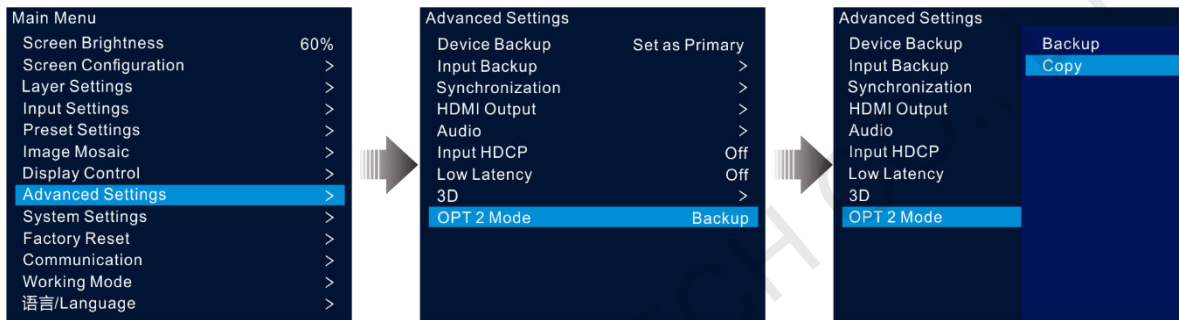 Main Menu
Screen Brightness 60%
Screen Configuration >
Layer Settings >
Input Settings >
Preset Settings >
Image Mosaic >
Display Control >
Advanced Settings >
System Settings >
Factory Reset >
Communication >
Working Mode >
语言/Language >
Advanced Settings
Device Backup Set as Primary
Input Backup >
Synchronization >
HDMI Output >
Audio >
Input HDCP Off
Low Latency Off
3D >
OPT 2 Mode Backup
Advanced Settings
Device Backup Backup
Input Backup Copy
Synchronization
HDMI Output
Audio
Input HDCP
Low Latency
3D
OPT 2 Mode